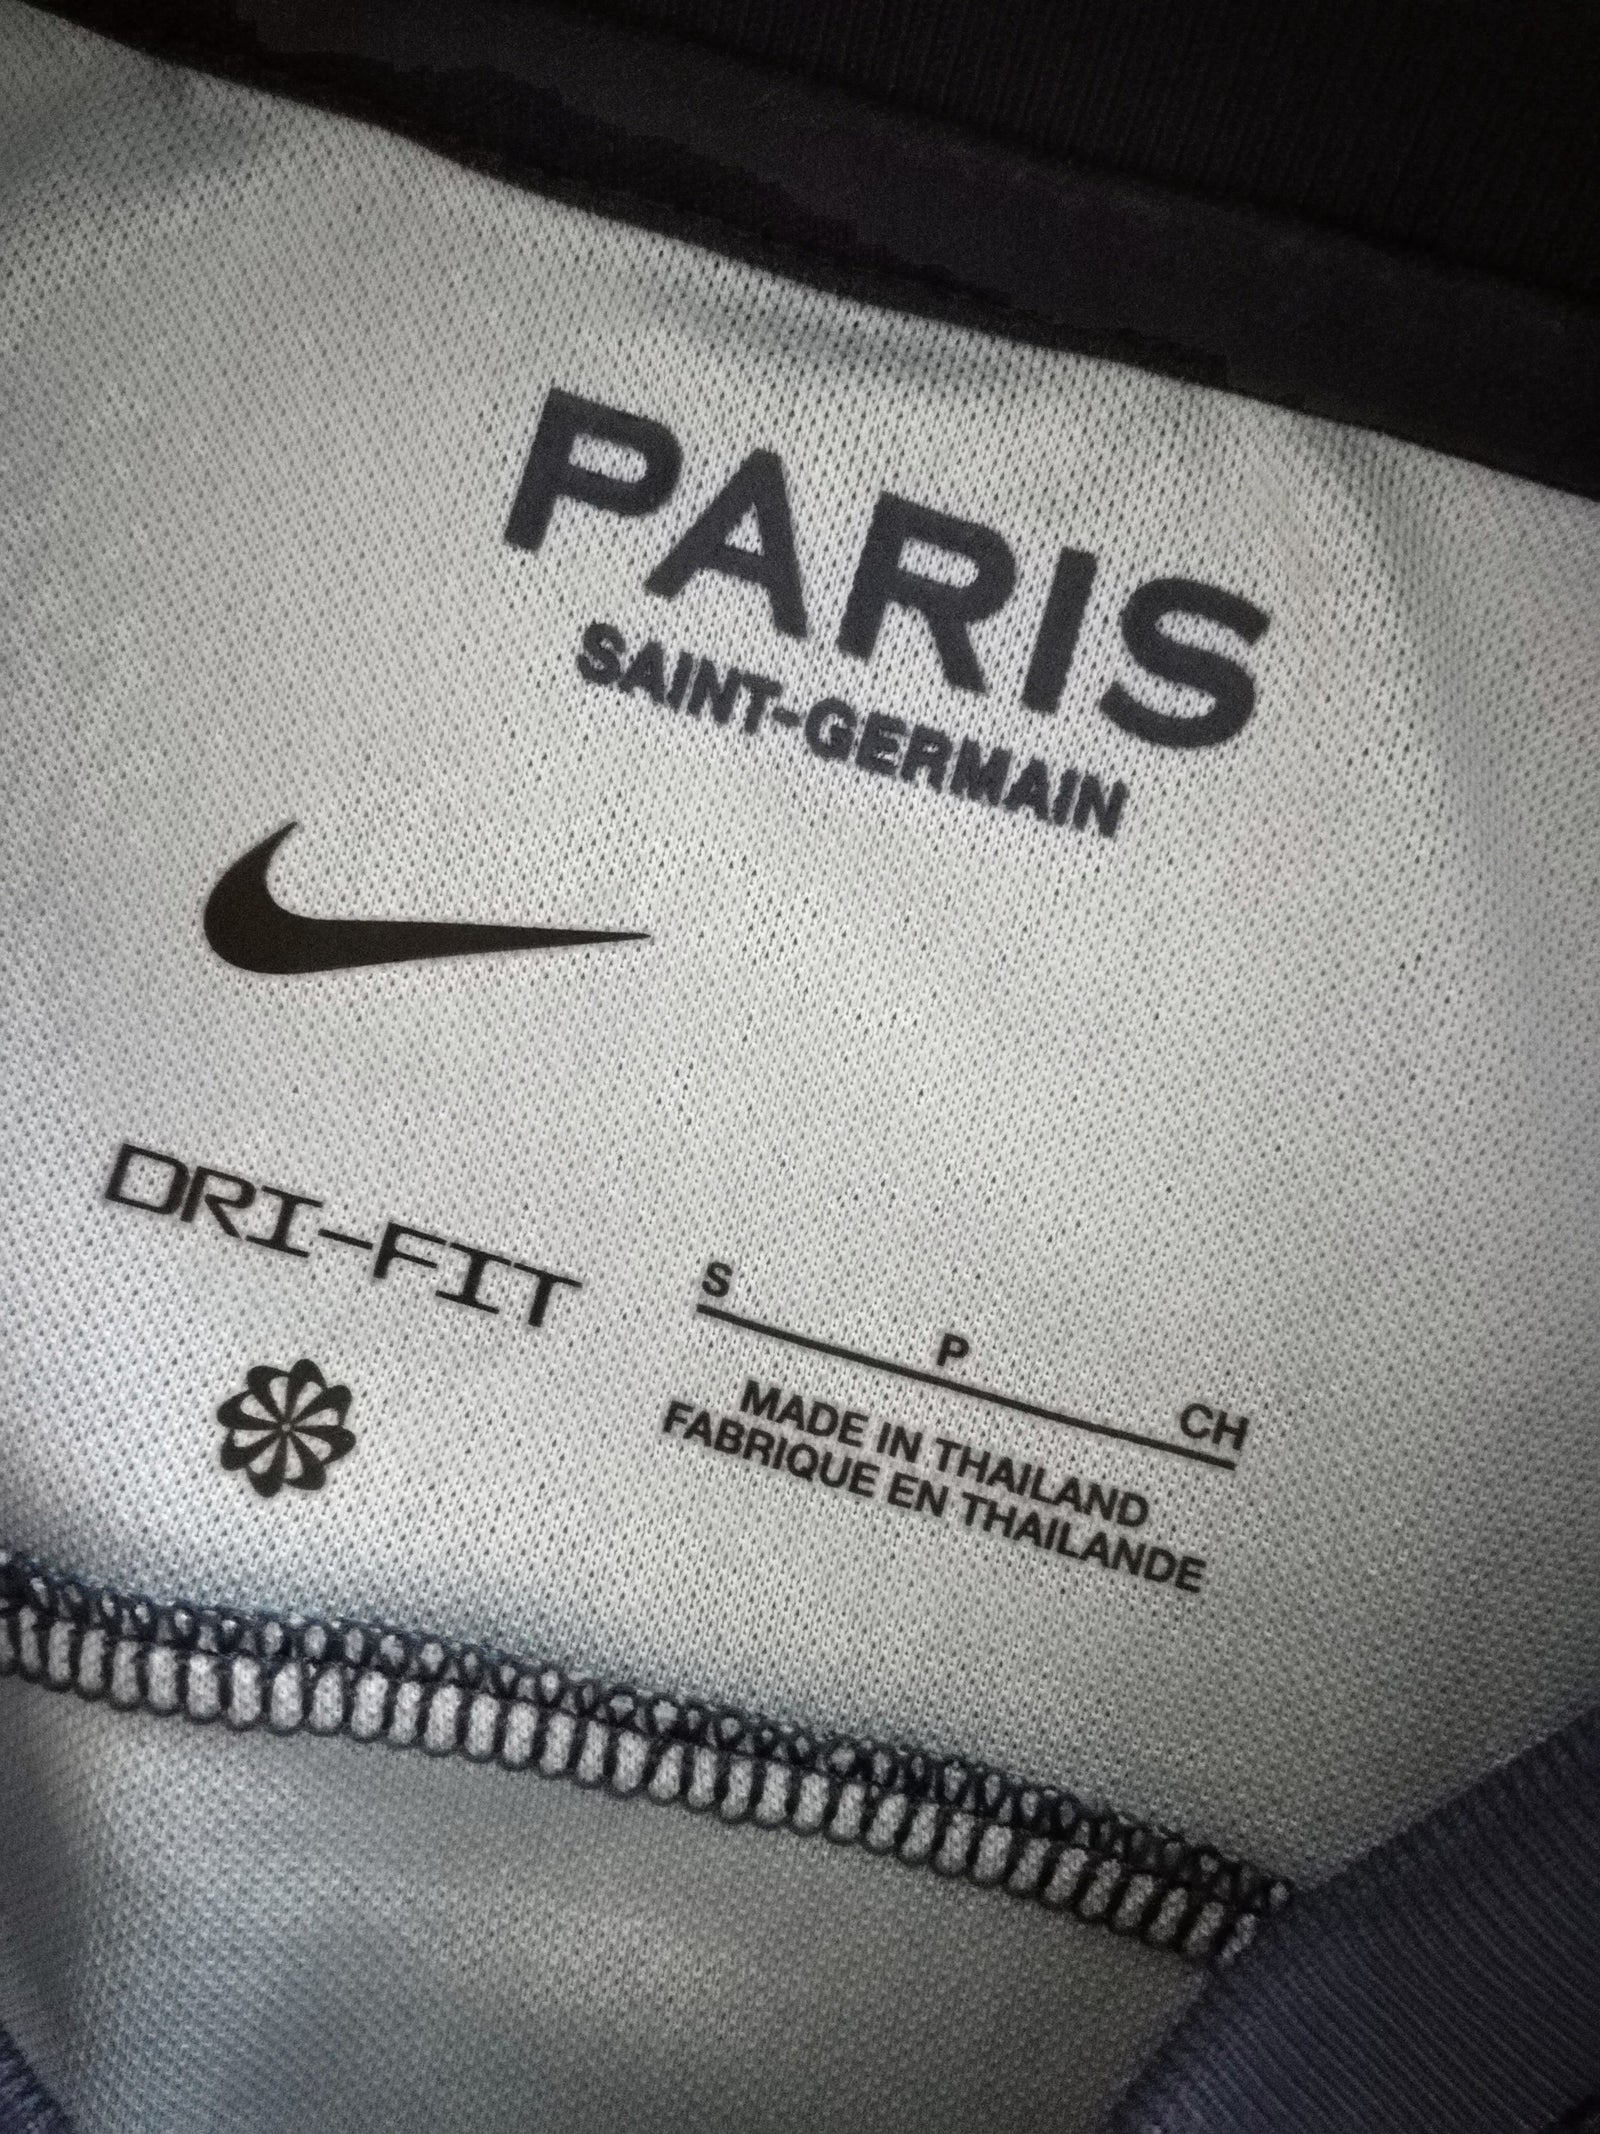 PARIS
SAINT-GERMAIN
DRI-FIT
S P CH
MADE IN THAILAND
FABRIQUE EN THAILANDE